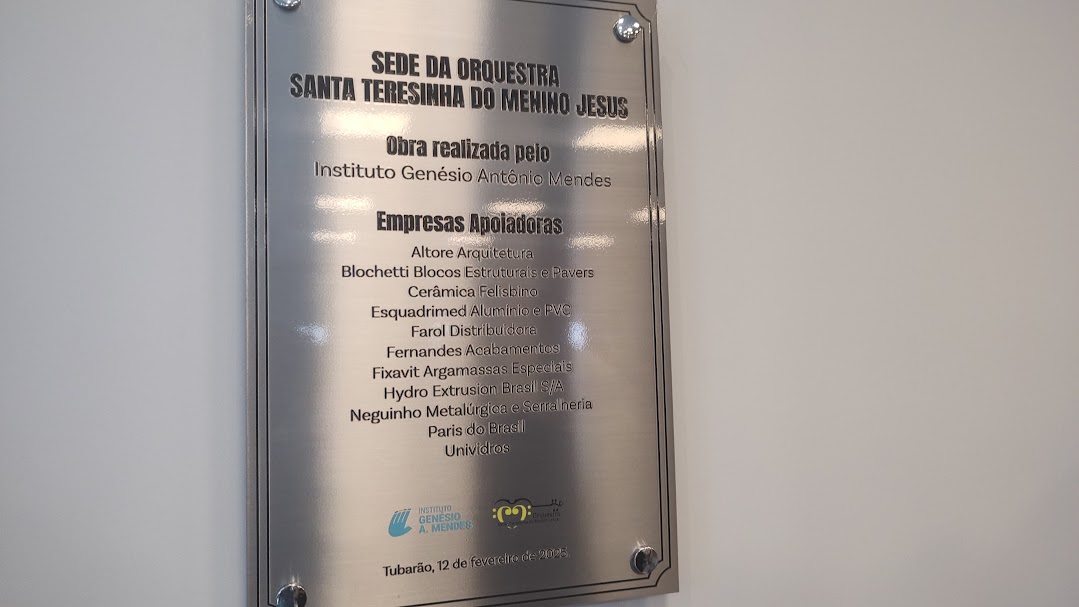 SEDE DA ORQUESTRA
SANTA TERESINHA DO MENINO JESUS
Obra realizada pelo
Instituto Genésio Antônio Mendes
Empresas Apoiadoras
Altore Arquitetura
Blochetti Blocos Estruturais e Pavers
Cerâmica Felisbino
Esquadrimed Alumínio e PVC
Farol Distribuidora
Fernandes Acabamentos
Fixavit Argamassas Especiais
Hydro Extrusion Brasil S/A
Neguinho Metalúrgica e Serralheria
Paris do Brasil
Unividros
INSTITUTO
GENÉSIO
A. MENDES
Orquestra
Tubarão, 12 de fevereiro de 2025.